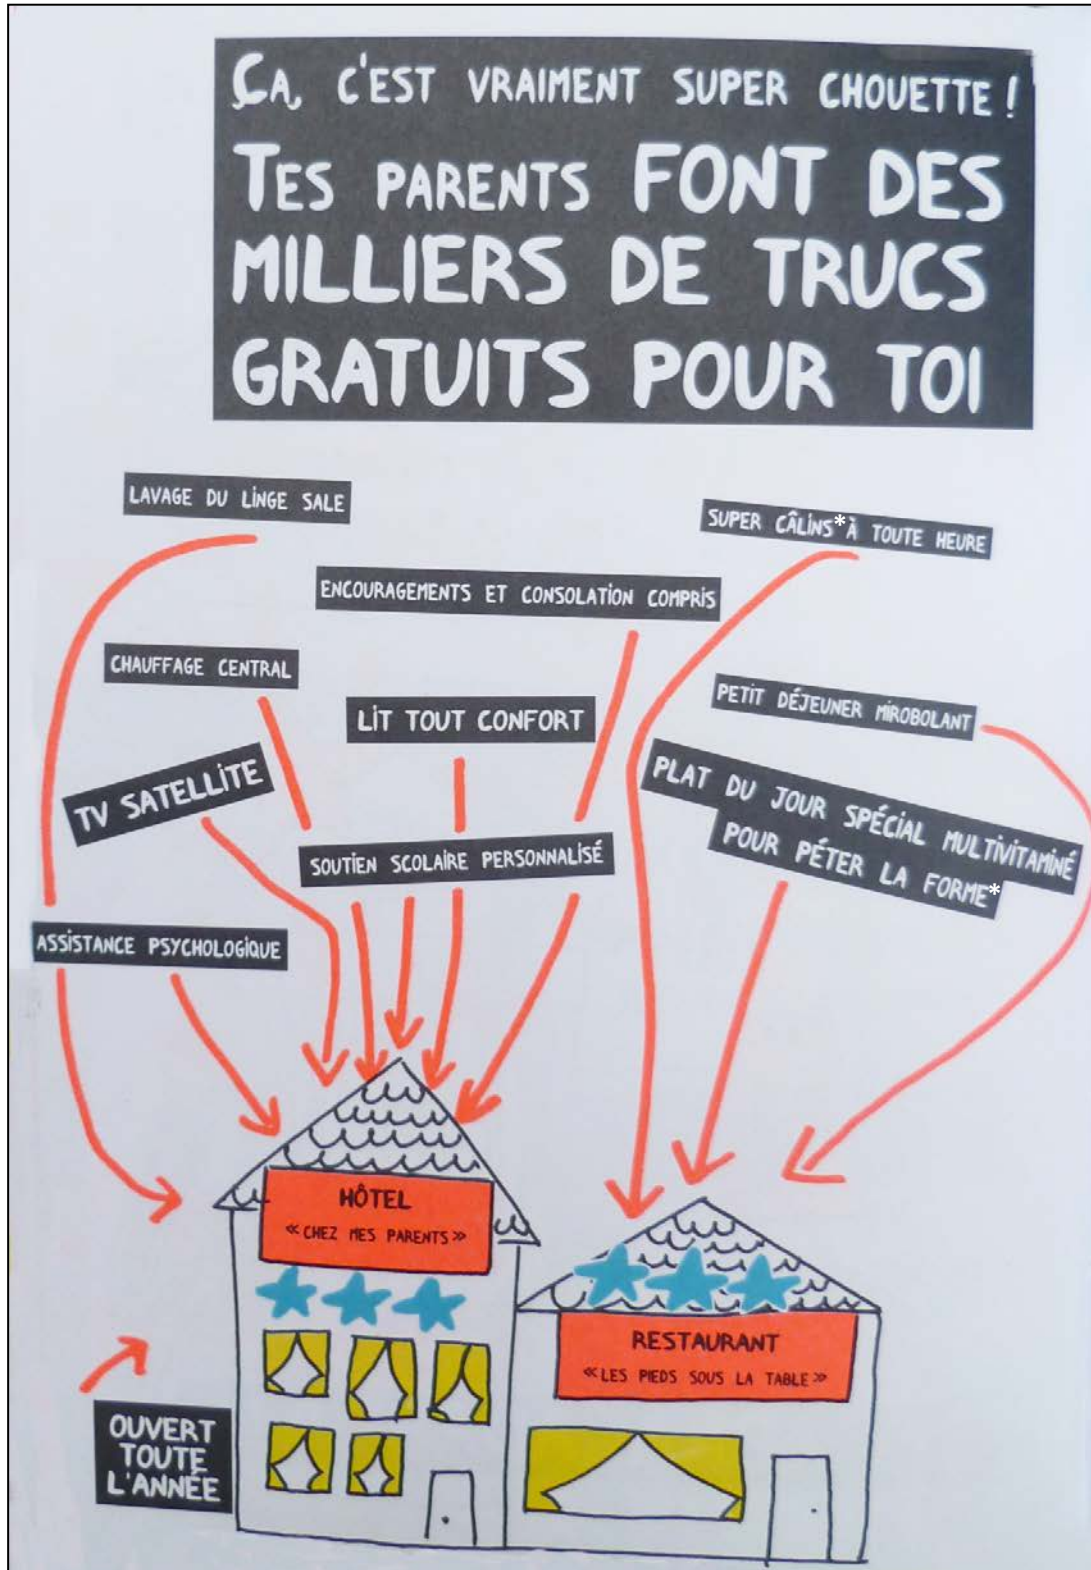 ÇA, C'EST VRAIMENT SUPER CHOUETTE !
TES PARENTS FONT DES
MILLIERS DE TRUCS
GRATUITS POUR TOI
LAVAGE DU LINGE SALE
SUPER CÂLINS* À TOUTE HEURE
ENCOURAGEMENTS ET CONSOLATION COMPRIS
CHAUFFAGE CENTRAL
LIT TOUT CONFORT
PETIT DÉJEUNER MIROBOLANT
TV SATELLITE
PLAT DU JOUR SPÉCIAL MULTIVITAMINÉ
POUR PÉTER LA FORME*
SOUTIEN SCOLAIRE PERSONNALISÉ
ASSISTANCE PSYCHOLOGIQUE
HÔTEL
« CHEZ MES PARENTS »
RESTAURANT
« LES PIEDS SOUS LA TABLE »
OUVERT
TOUTE
L'ANNÉE